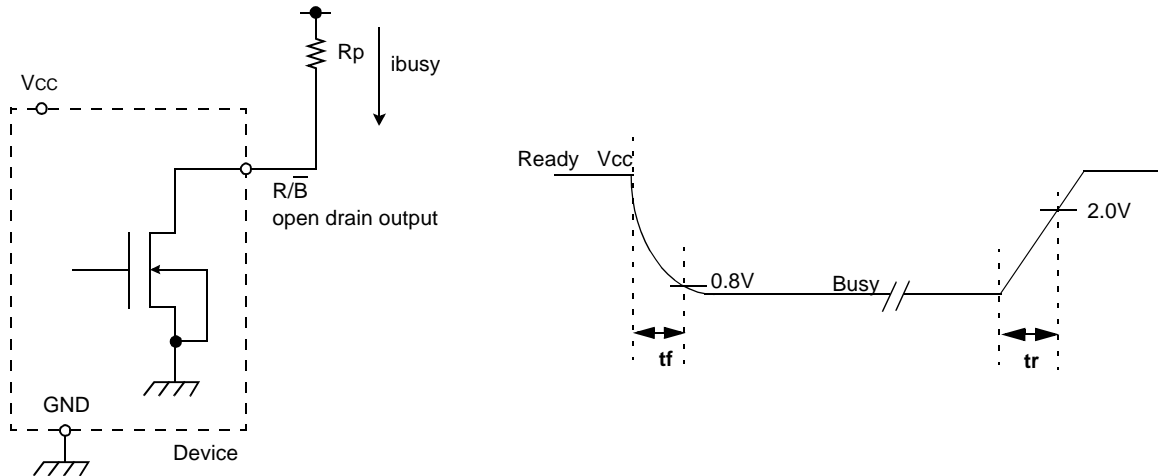 Rp
ibusy
VCC
R/B̅
open drain output
GND
Device
Ready Vcc
0.8V
Busy
2.0V
tf
tr